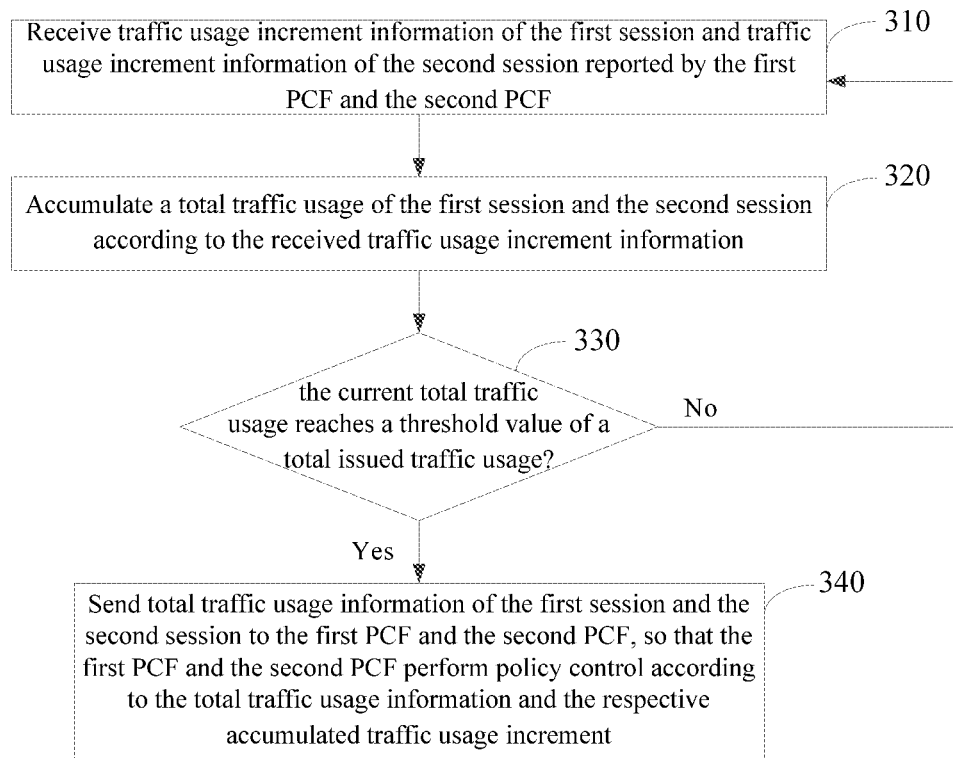 310
Receive traffic usage increment information of the first session and traffic
usage increment information of the second session reported by the first
PCF and the second PCF
320
Accumulate a total traffic usage of the first session and the second session
according to the received traffic usage increment information
330
the current total traffic
usage reaches a threshold value of a
total issued traffic usage?
No
Yes
340
Send total traffic usage information of the first session and the
second session to the first PCF and the second PCF, so that the
first PCF and the second PCF perform policy control according
to the total traffic usage information and the respective
accumulated traffic usage increment